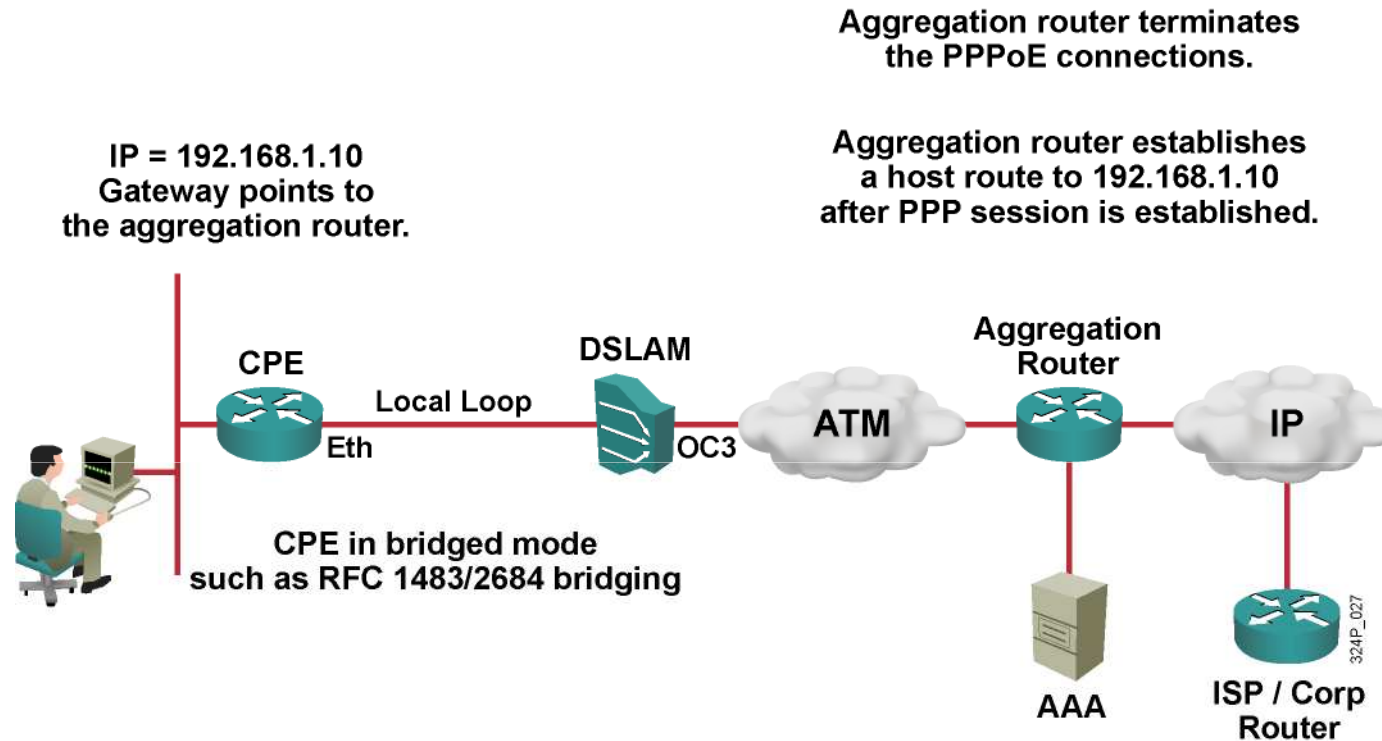 Aggregation router terminates
the PPPoE connections.
IP = 192.168.1.10
Gateway points to
the aggregation router.
Aggregation router establishes
a host route to 192.168.1.10
after PPP session is established.
CPE
DSLAM
Aggregation
Router
Local Loop
Eth
OC3
ATM
IP
CPE in bridged mode
such as RFC 1483/2684 bridging
AAA
ISP / Corp
Router
324P_027